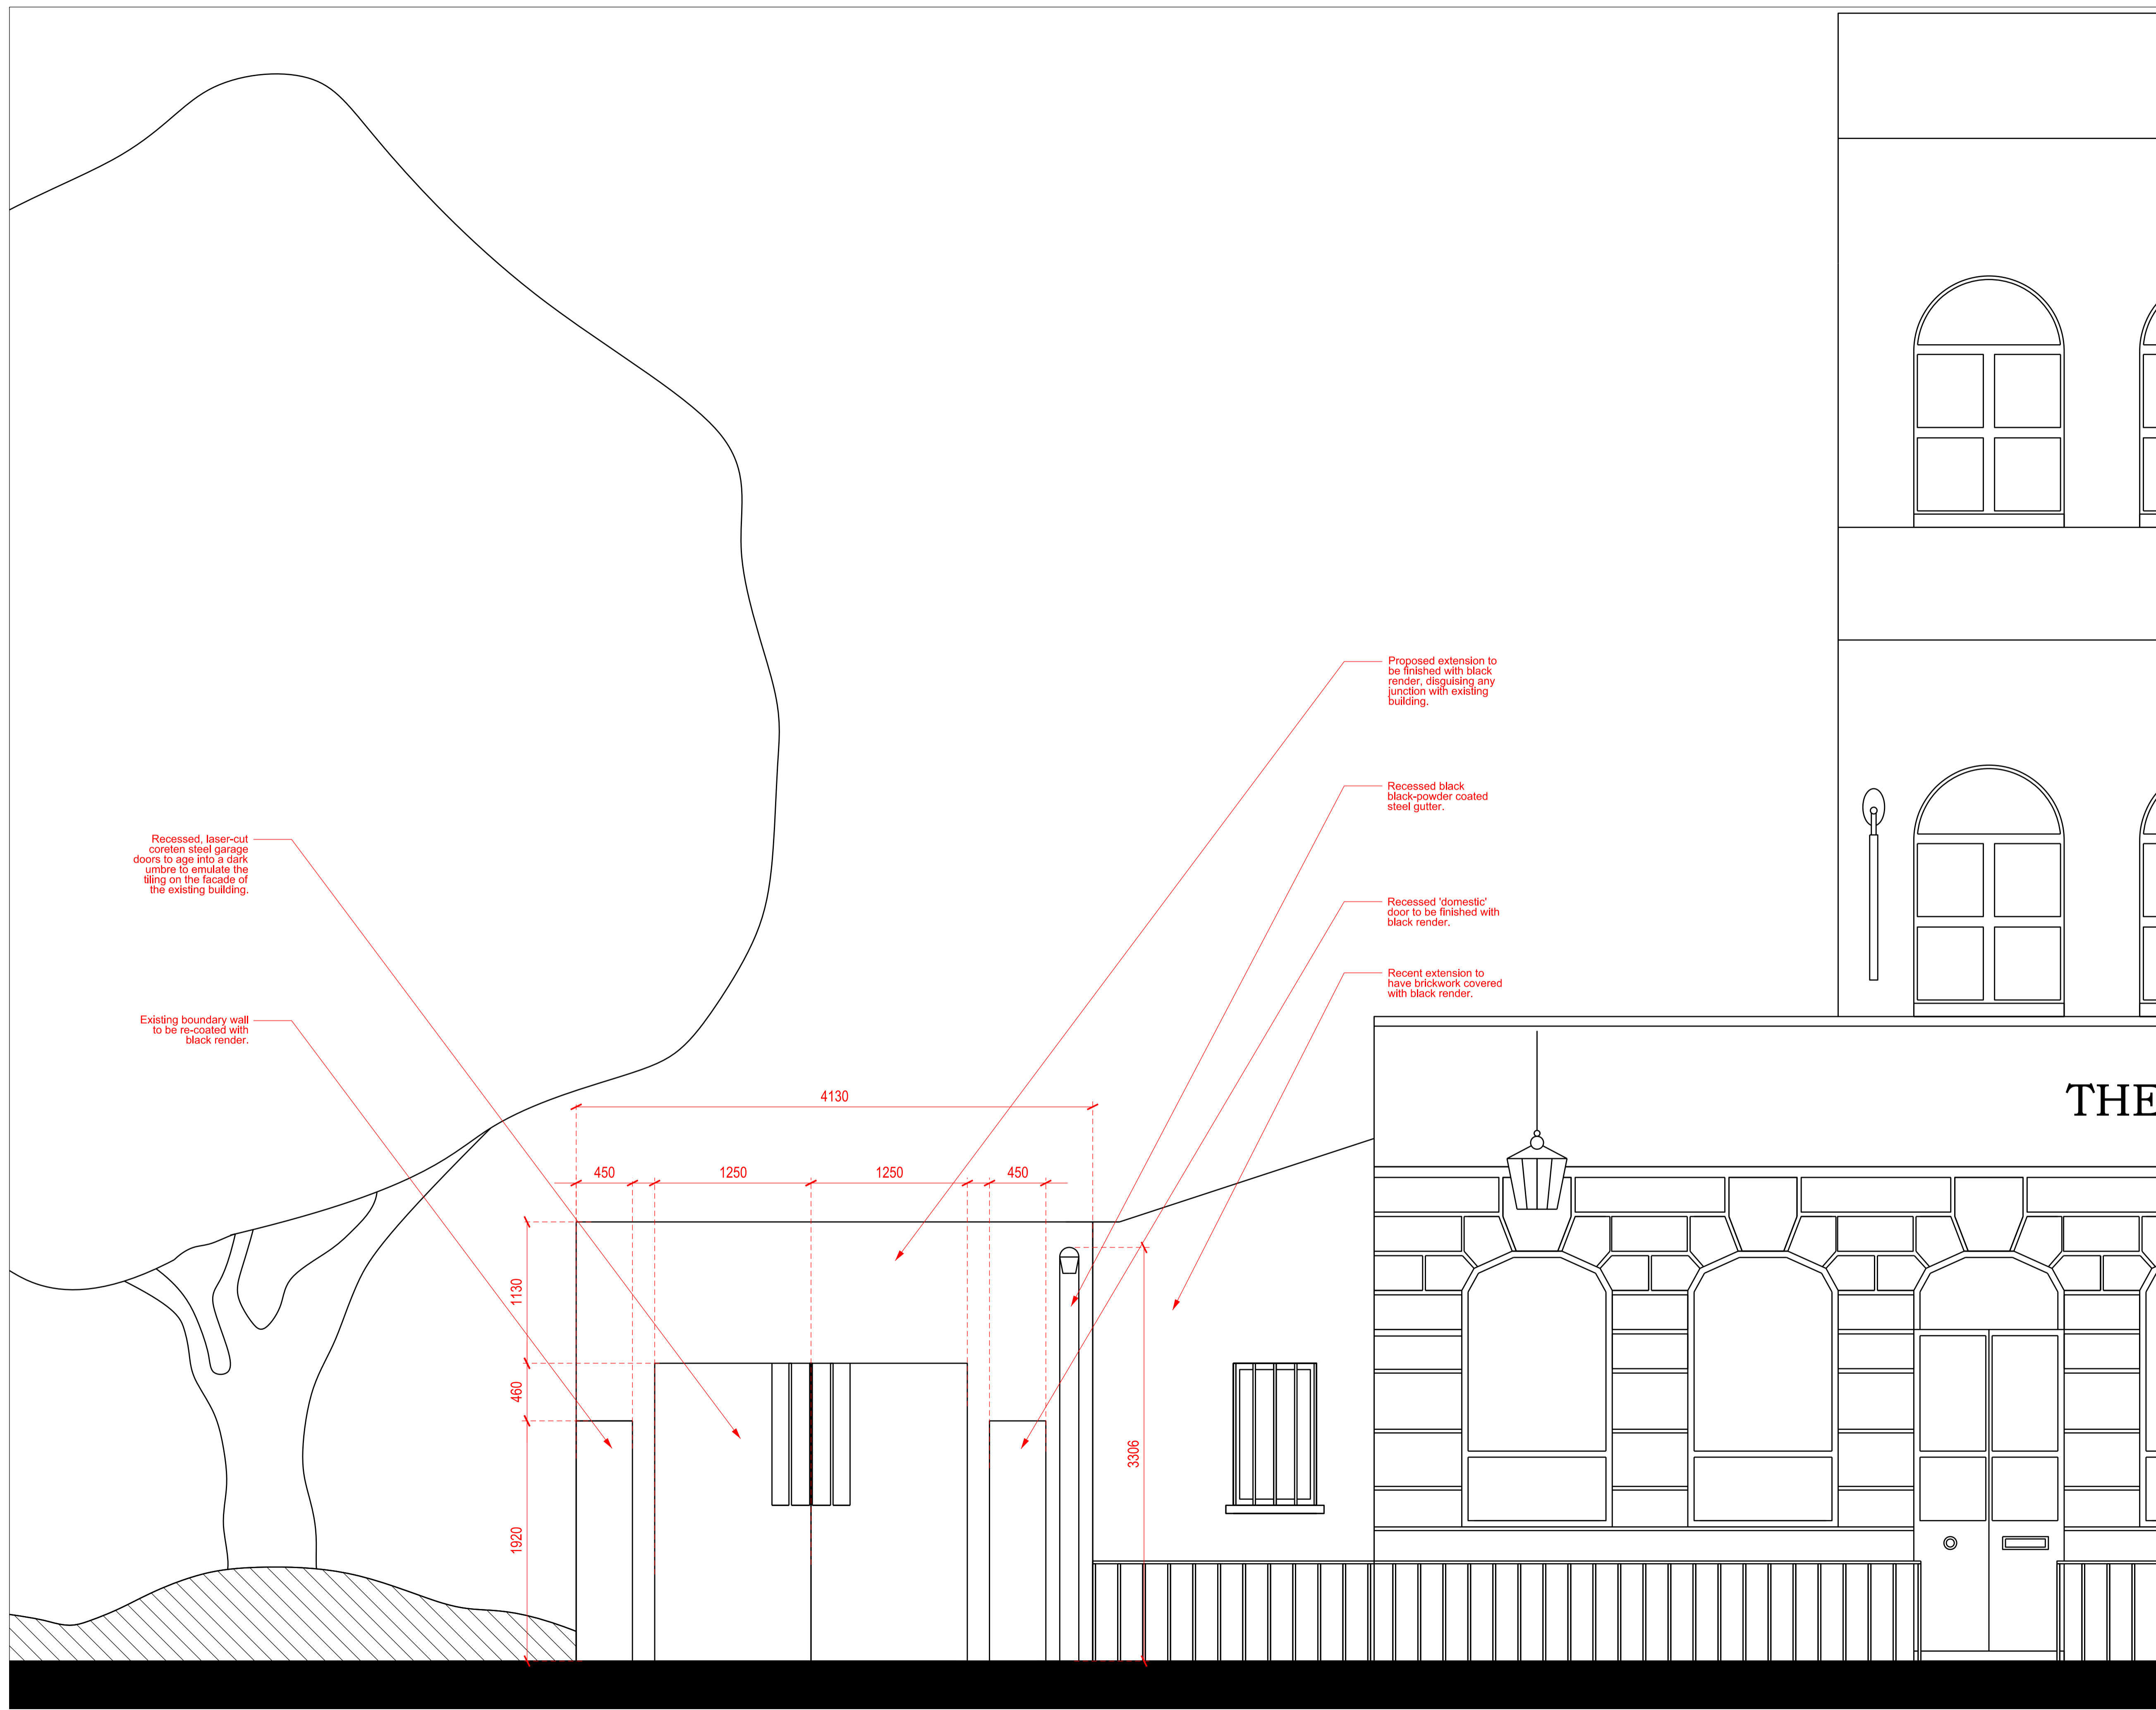 Proposed extension to
be finished with black
render, disguising any
junction with existing
building.
Recessed black
black-powder coated
steel gutter.
Recessed, laser-cut
coreten steel garage
doors to age into a dark
umbre to emulate the
tiling on the facade of
the existing building.
Recessed 'domestic'
door to be finished with
black render.
Recent extension to
have brickwork covered
with black render.
Existing boundary wall
to be re-coated with
black render.
THE
4130
450
1250
1250
450
1130
460
1920
3306